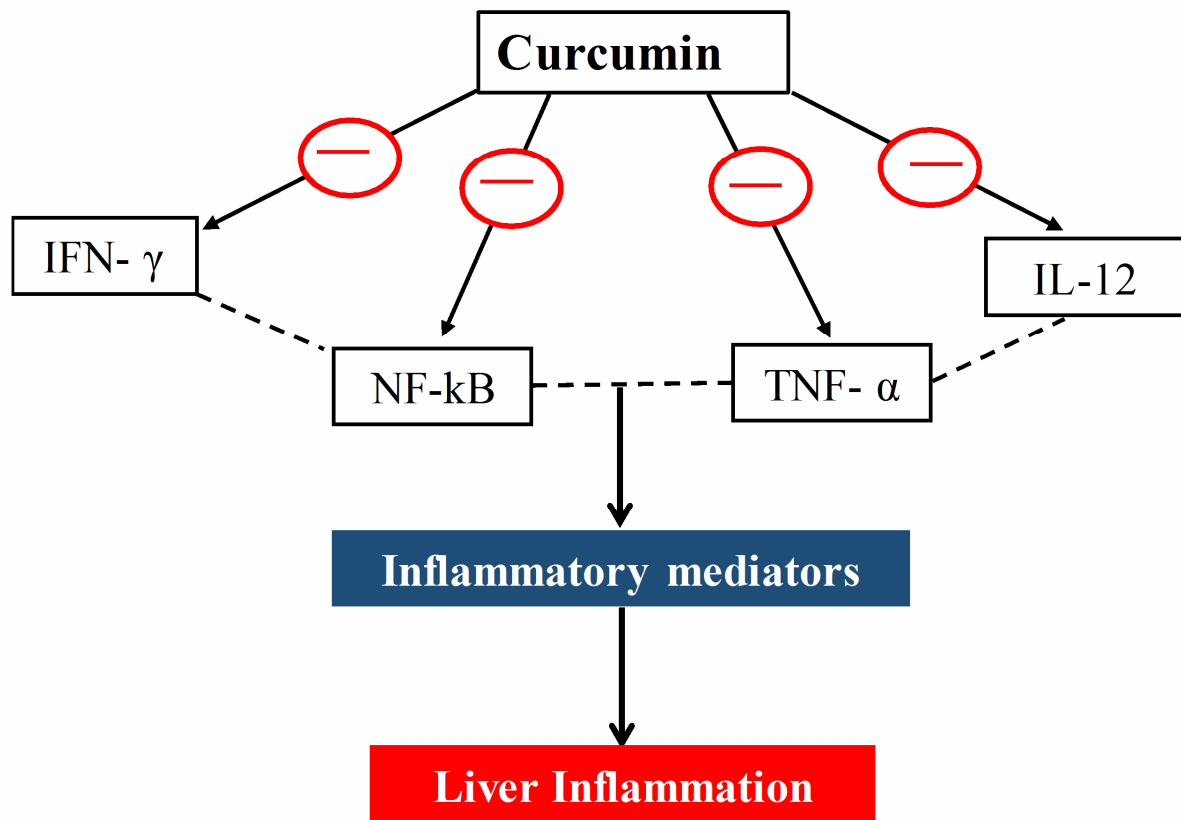 Curcumin
IFN- γ
IL-12
NF-kB
TNF- α
Inflammatory mediators
Liver Inflammation